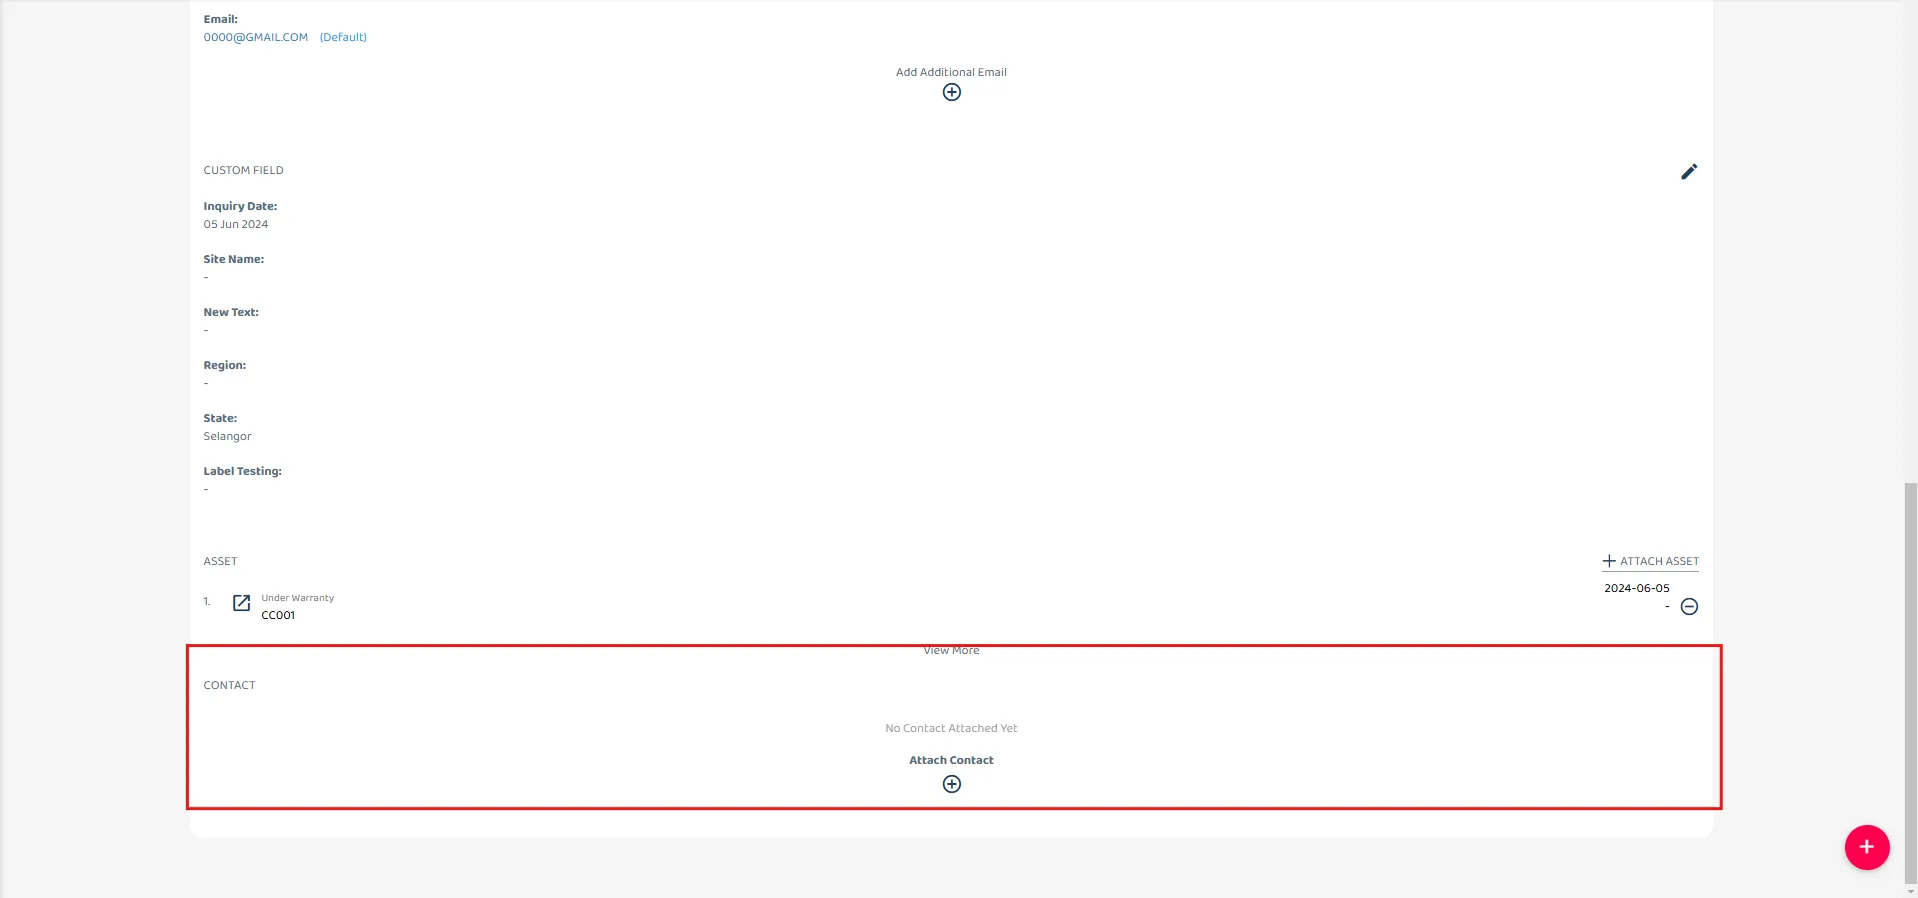 Email:
0000@GMAIL.COM (Default)
Add Additional Email
CUSTOM FIELD
Inquiry Date:
05 Jun 2024
Site Name:
-
New Text:
-
Region:
-
State:
Selangor
Label Testing:
-
ASSET
ATTACH ASSET
1. Under Warranty
CC001
2024-06-05
-
View More
CONTACT
No Contact Attached Yet
Attach Contact